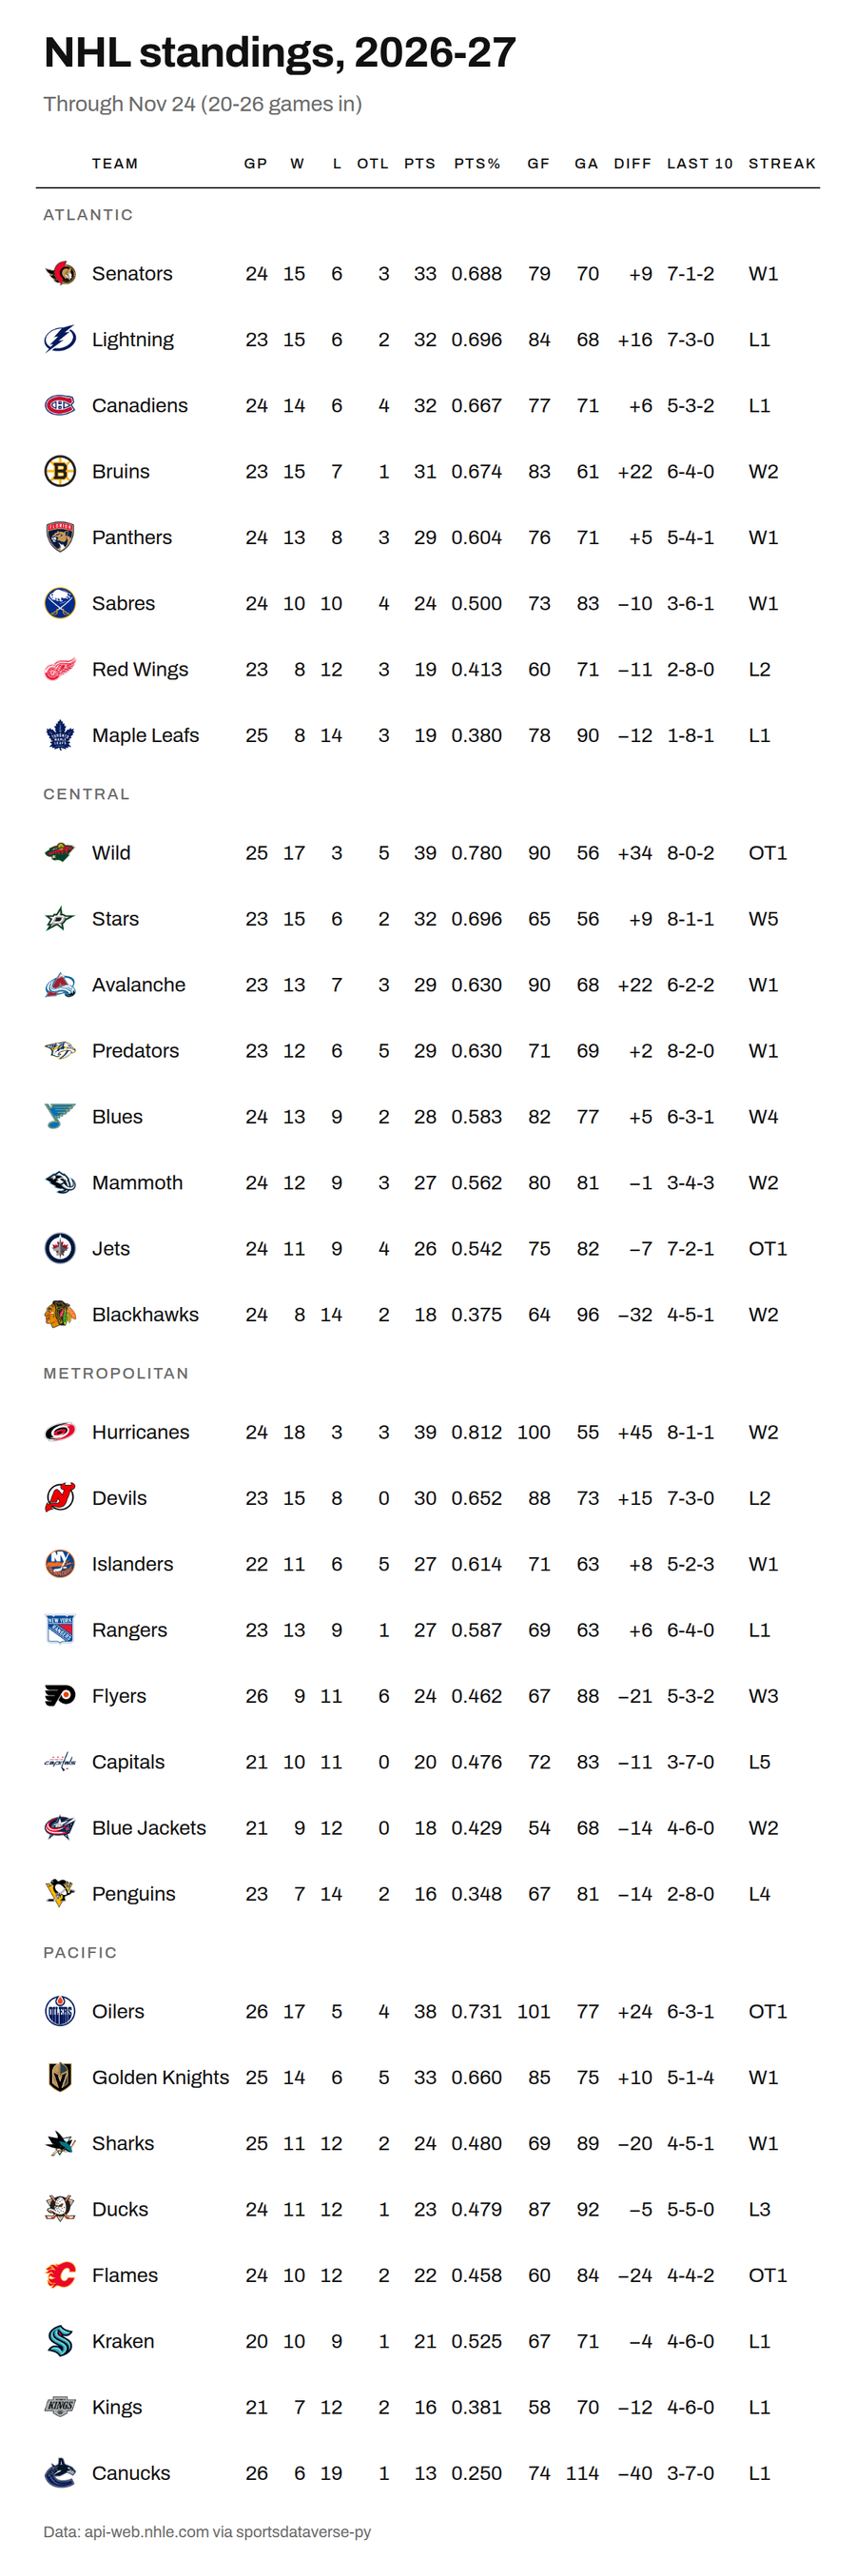 NHL standings, 2026-27
Through Nov 24 (20-26 games in)
TEAM GP W L OTL PTS PTS% GF GA DIFF LAST 10 STREAK
ATLANTIC
Senators 24 15 6 3 33 0.688 79 70 +9 7-1-2 W1
Lightning 23 15 6 2 32 0.696 84 68 +16 7-3-0 L1
Canadiens 24 14 6 4 32 0.667 77 71 +6 5-3-2 L1
Bruins 23 15 7 1 31 0.674 83 61 +22 6-4-0 W2
Panthers 24 13 8 3 29 0.604 76 71 +5 5-4-1 W1
Sabres 24 10 10 4 24 0.500 73 83 −10 3-6-1 W1
Red Wings 23 8 12 3 19 0.413 60 71 −11 2-8-0 L2
Maple Leafs 25 8 14 3 19 0.380 78 90 −12 1-8-1 L1
CENTRAL
Wild 25 17 3 5 39 0.780 90 56 +34 8-0-2 OT1
Stars 23 15 6 2 32 0.696 65 56 +9 8-1-1 W5
Avalanche 23 13 7 3 29 0.630 90 68 +22 6-2-2 W1
Predators 23 12 6 5 29 0.630 71 69 +2 8-2-0 W1
Blues 24 13 9 2 28 0.583 82 77 +5 6-3-1 W4
Mammoth 24 12 9 3 27 0.562 80 81 −1 3-4-3 W2
Jets 24 11 9 4 26 0.542 75 82 −7 7-2-1 OT1
Blackhawks 24 8 14 2 18 0.375 64 96 −32 4-5-1 W2
METROPOLITAN
Hurricanes 24 18 3 3 39 0.812 100 55 +45 8-1-1 W2
Devils 23 15 8 0 30 0.652 88 73 +15 7-3-0 L2
Islanders 22 11 6 5 27 0.614 71 63 +8 5-2-3 W1
Rangers 23 13 9 1 27 0.587 69 63 +6 6-4-0 L1
Flyers 26 9 11 6 24 0.462 67 88 −21 5-3-2 W3
Capitals 21 10 11 0 20 0.476 72 83 −11 3-7-0 L5
Blue Jackets 21 9 12 0 18 0.429 54 68 −14 4-6-0 W2
Penguins 23 7 14 2 16 0.348 67 81 −14 2-8-0 L4
PACIFIC
Oilers 26 17 5 4 38 0.731 101 77 +24 6-3-1 OT1
Golden Knights 25 14 6 5 33 0.660 85 75 +10 5-1-4 W1
Sharks 25 11 12 2 24 0.480 69 89 −20 4-5-1 W1
Ducks 24 11 12 1 23 0.479 87 92 −5 5-5-0 L3
Flames 24 10 12 2 22 0.458 60 84 −24 4-4-2 OT1
Kraken 20 10 9 1 21 0.525 67 71 −4 4-6-0 L1
Kings 21 7 12 2 16 0.381 58 70 −12 4-6-0 L1
Canucks 26 6 19 1 13 0.250 74 114 −40 3-7-0 L1
Data: api-web.nhle.com via sportsdataverse-py